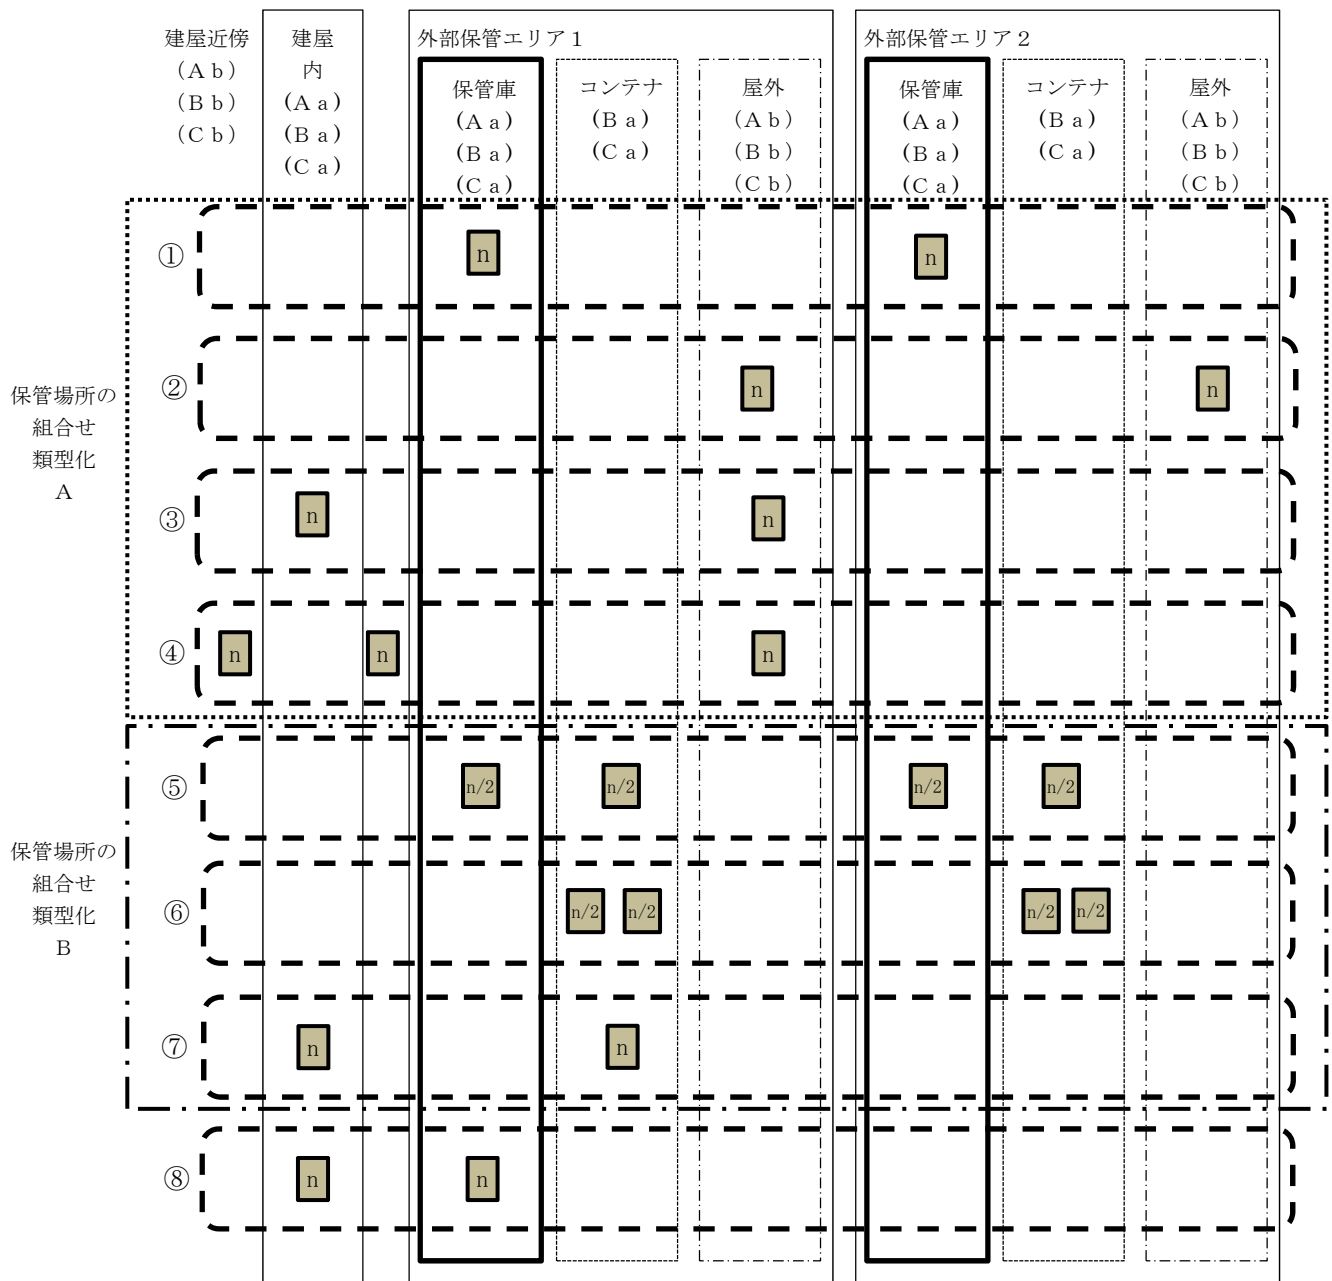 建屋近傍
(Ab)
(Bb)
(Cb)
建屋
内
(Aa)
(Ba)
(Ca)
外部保管エリア1
保管庫
(Aa)
(Ba)
(Ca)
コンテナ
(Ba)
(Ca)
屋外
(Ab)
(Bb)
(Cb)
外部保管エリア2
保管庫
(Aa)
(Ba)
(Ca)
コンテナ
(Ba)
(Ca)
屋外
(Ab)
(Bb)
(Cb)
保管場所の
組合せ
類型化
A
① n n
② n n
③ n n
④ n n n
保管場所の
組合せ
類型化
B
⑤ n/2 n/2 n/2 n/2
⑥ n/2 n/2 n/2 n/2
⑦ n n
⑧ n n